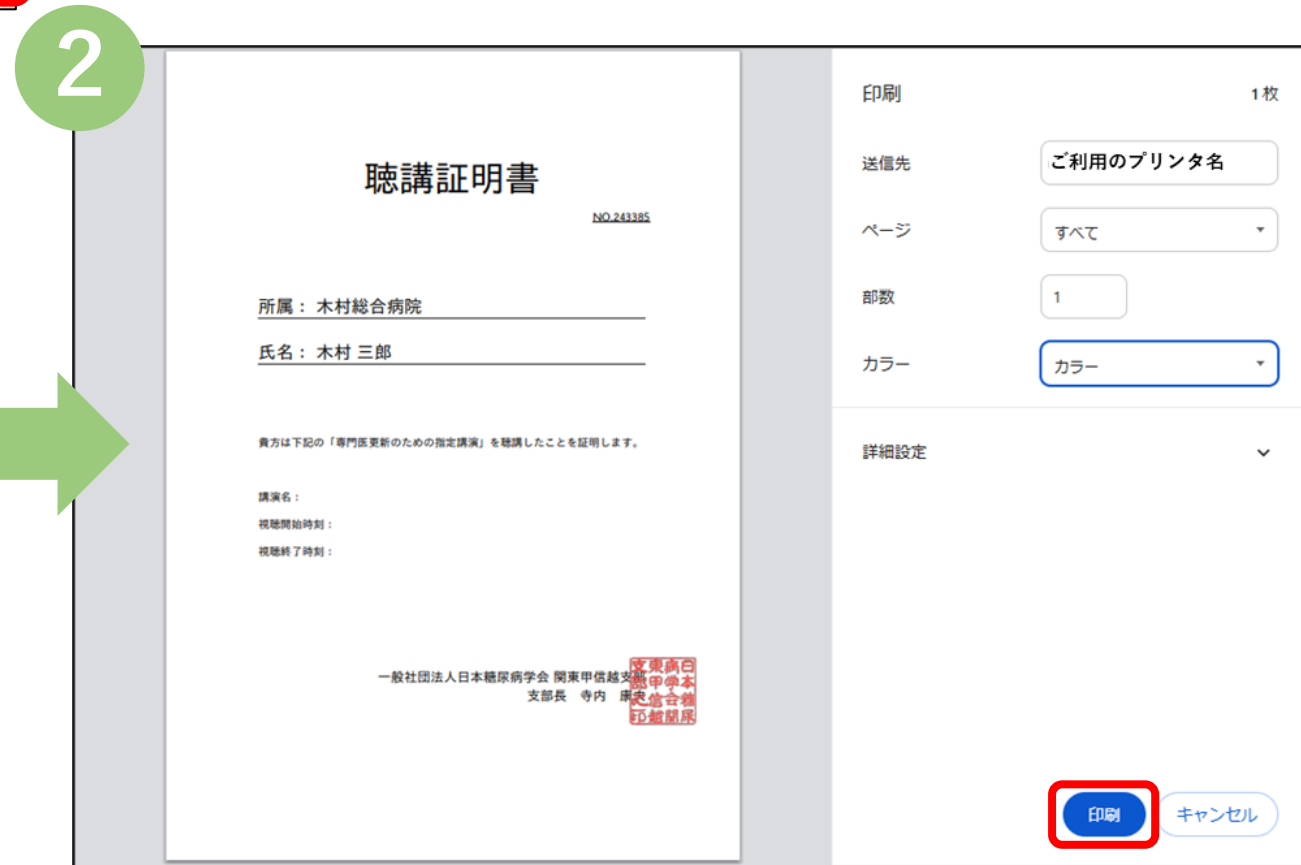 2
聴講証明書
NO.243385
所属： 木村総合病院
氏名： 木村 三郎
貴方は下記の「専門医更新のための指定講演」を聴講したことを証明します。
講演名：
視聴開始時刻：
視聴終了時刻：
一般社団法人日本糖尿病学会 関東甲信越支部
支部長 寺内 康夫
印刷
1 枚
送信先
ご利用のプリンタ名
ページ
すべて
部数
1
カラー
カラー
詳細設定
印刷
キャンセル